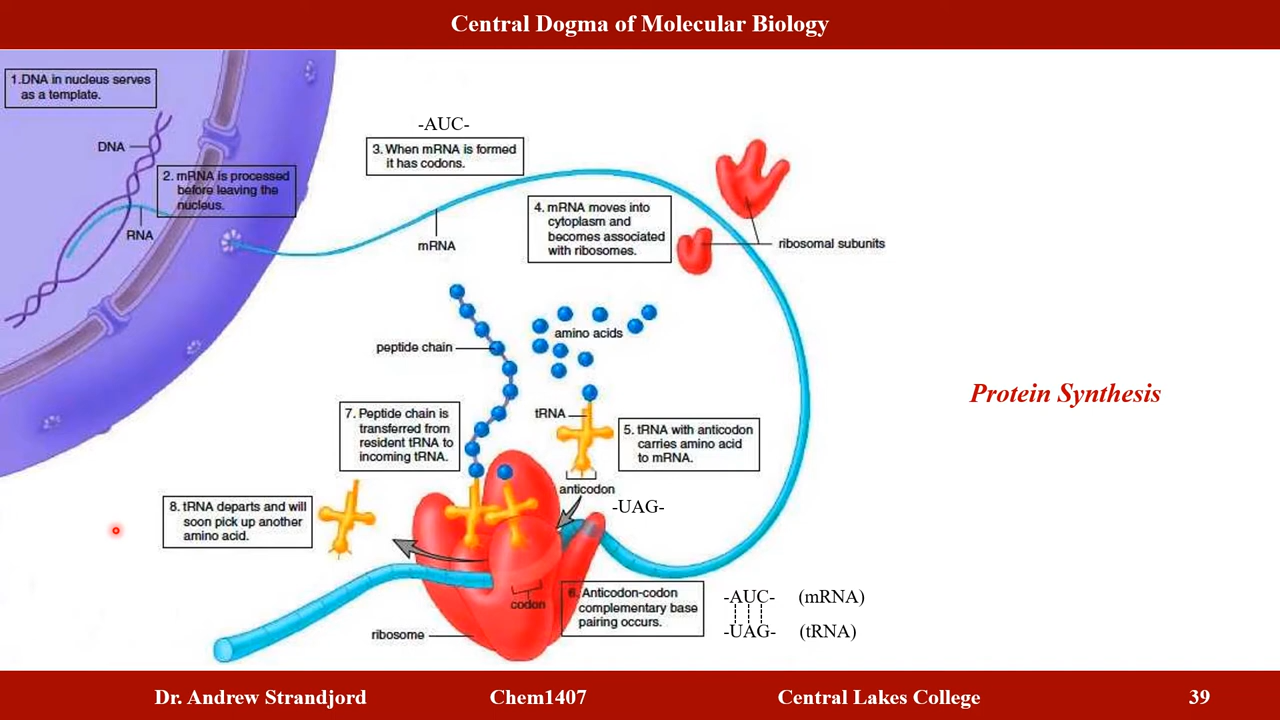 Central Dogma of Molecular Biology
1.DNA in nucleus serves
as a template.
DNA
2. mRNA is processed
before leaving the
nucleus.
RNA
-AUC-
3. When mRNA is formed
it has codons.
mRNA
4. mRNA moves into
cytoplasm and
becomes associated
with ribosomes.
ribosomal subunits
amino acids
peptide chain
Protein Synthesis
7. Peptide chain is
transferred from
resident tRNA to
incoming tRNA.
tRNA
5. tRNA with anticodon
carries amino acid
to mRNA.
anticodon
-UAG-
8. tRNA departs and will
soon pick up another
amino acid.
codon
6. Anticodon-codon
complementary base
pairing occurs.
-AUC- (mRNA)
-UAG- (tRNA)
ribosome
Dr. Andrew Strandjord Chem1407 Central Lakes College 39